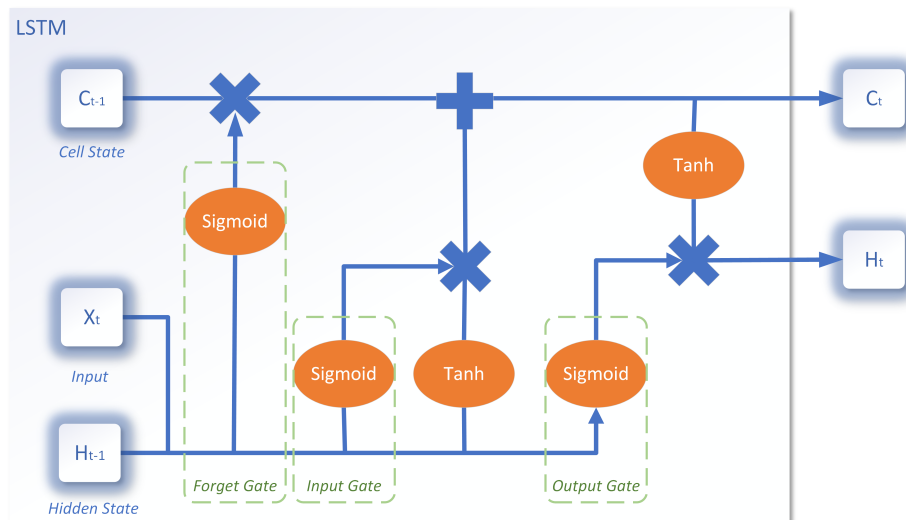 LSTM
Ct-1
Ct
Cell State
Tanh
Sigmoid
Ht
Xt
Input
Sigmoid
Tanh
Sigmoid
Ht-1
Forget Gate
Input Gate
Output Gate
Hidden State